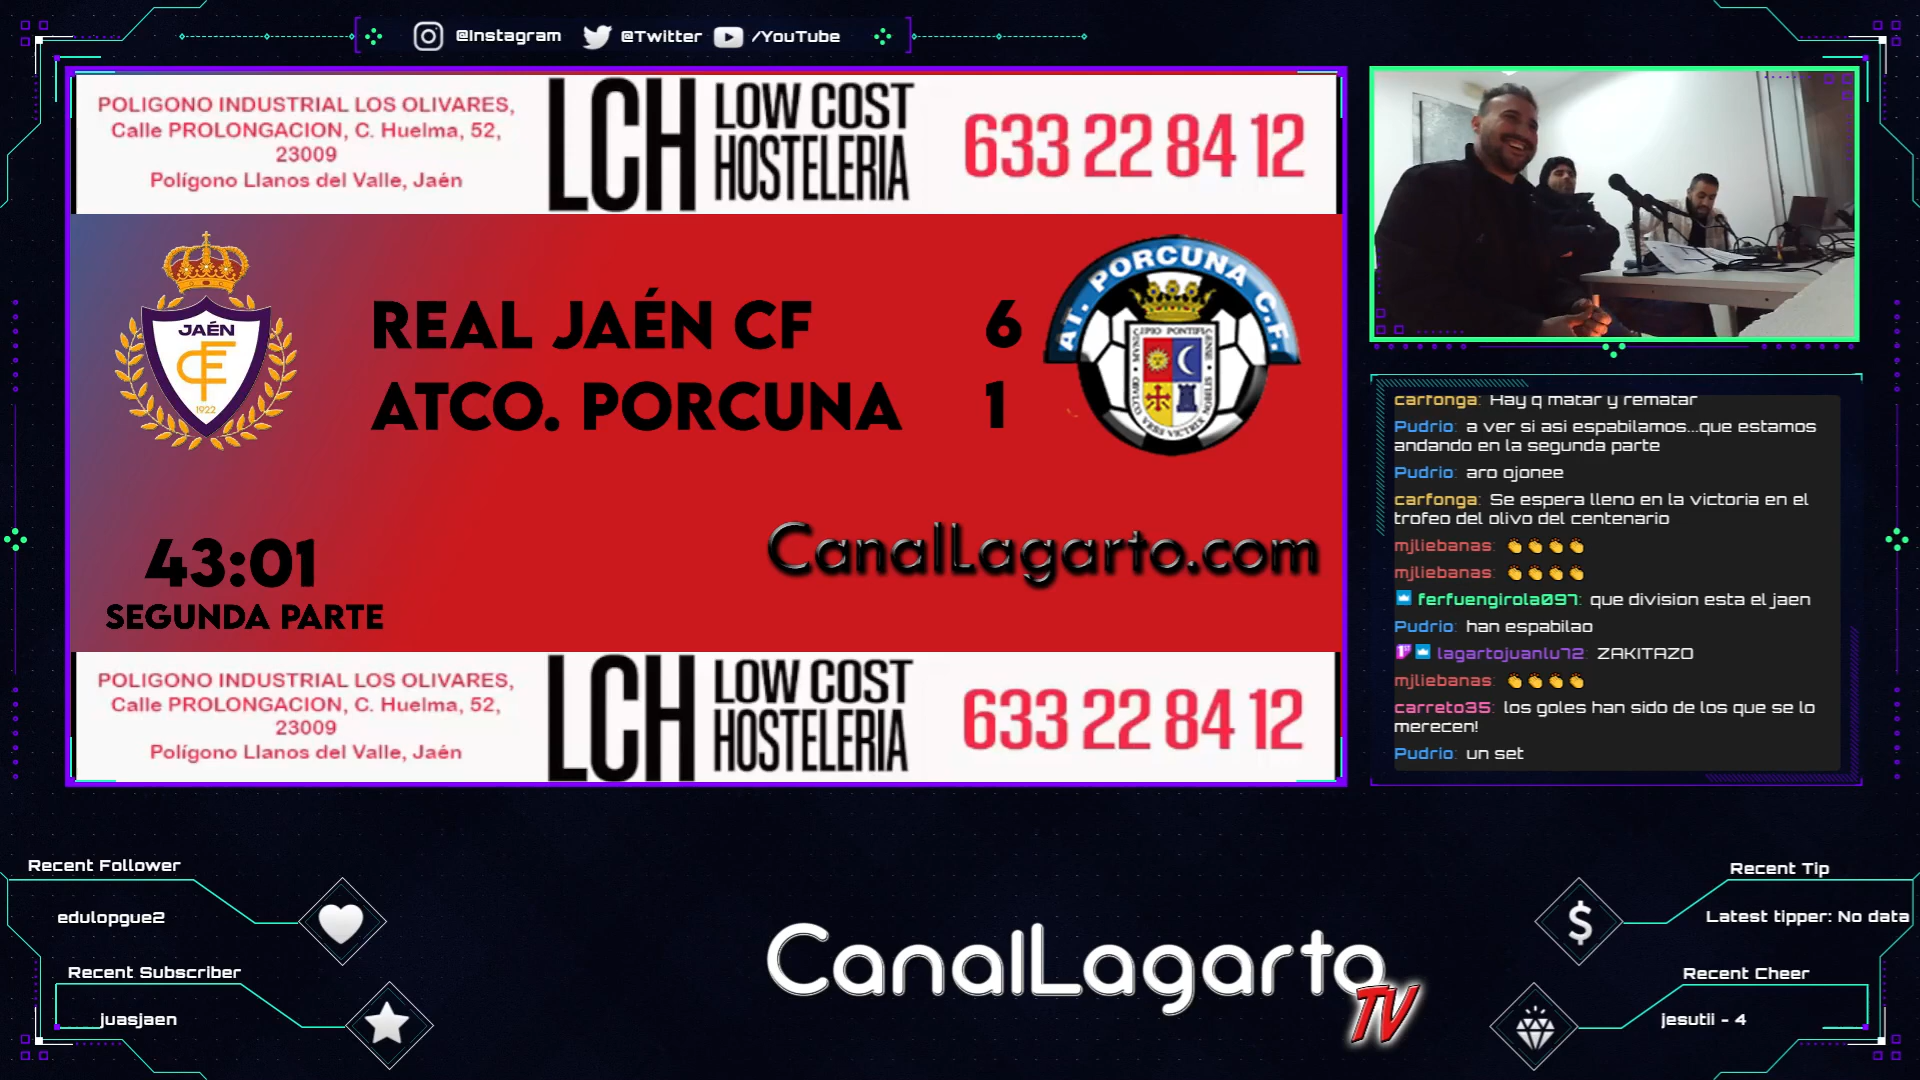 @Instagram @Twitter /YouTube
POLIGONO INDUSTRIAL LOS OLIVARES,
Calle PROLONGACION, C. Huelma, 52,
23009
Polígono Llanos del Valle, Jaén
LCH
LOW COST
HOSTELERIA
633 22 84 12
JAÉN
CF
1922
REAL JAÉN CF 6
ATCO. PORCUNA 1
AT. PORCUNA C.F.
43:01
SEGUNDA PARTE
CanalLagarto.com
POLIGONO INDUSTRIAL LOS OLIVARES,
Calle PROLONGACION, C. Huelma, 52,
23009
Polígono Llanos del Valle, Jaén
LCH
LOW COST
HOSTELERIA
633 22 84 12
carfonga: Hay q matar y rematar
Pudrio: a ver si asi espabilamos...que estamos
andando en la segunda parte
Pudrio: aro ojonee
carfonga: Se espera lleno en la victoria en el
trofeo del olivo del centenario
mjliebanas: 👏 👏 👏 👏
mjliebanas: 👏 👏 👏 👏
ferfuengirola097: que division esta el jaen
Pudrio: han espabilao
lagartojuanlu72: ZAKITAZO
mjliebanas: 👏 👏 👏 👏
carreto35: los goles han sido de los que se lo
merecen!
Pudrio: un set
Recent Follower
edulopgue2
Recent Subscriber
juasjaen
CanalLagarto
TV
Recent Tip
Latest tipper: No data
Recent Cheer
jesutii - 4